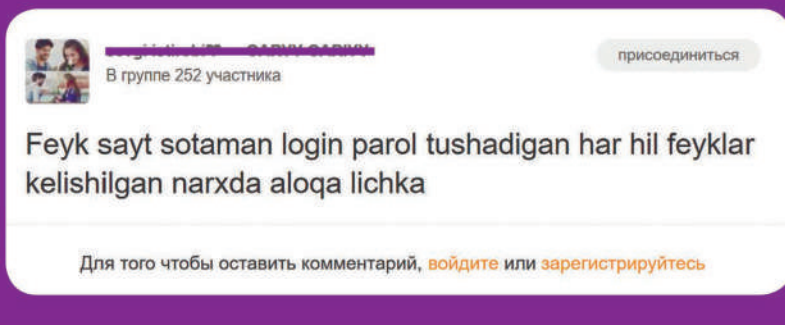 В группе 252 участника
присоединиться
Feyk sayt sotaman login parol tushadigan har hil feyklar
kelishilgan narxda aloqa lichka
Для того чтобы оставить комментарий, войдите или зарегистрируйтесь